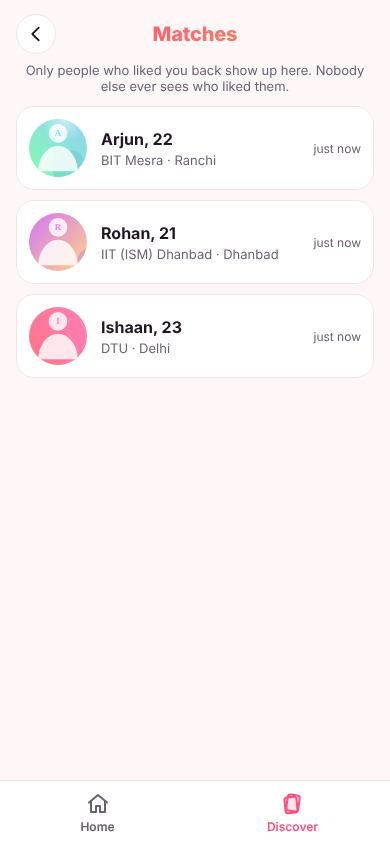 Matches
Only people who liked you back show up here. Nobody
else ever sees who liked them.
A
Arjun, 22
BIT Mesra · Ranchi
just now
R
Rohan, 21
IIT (ISM) Dhanbad · Dhanbad
just now
I
Ishaan, 23
DTU · Delhi
just now
Home
Discover